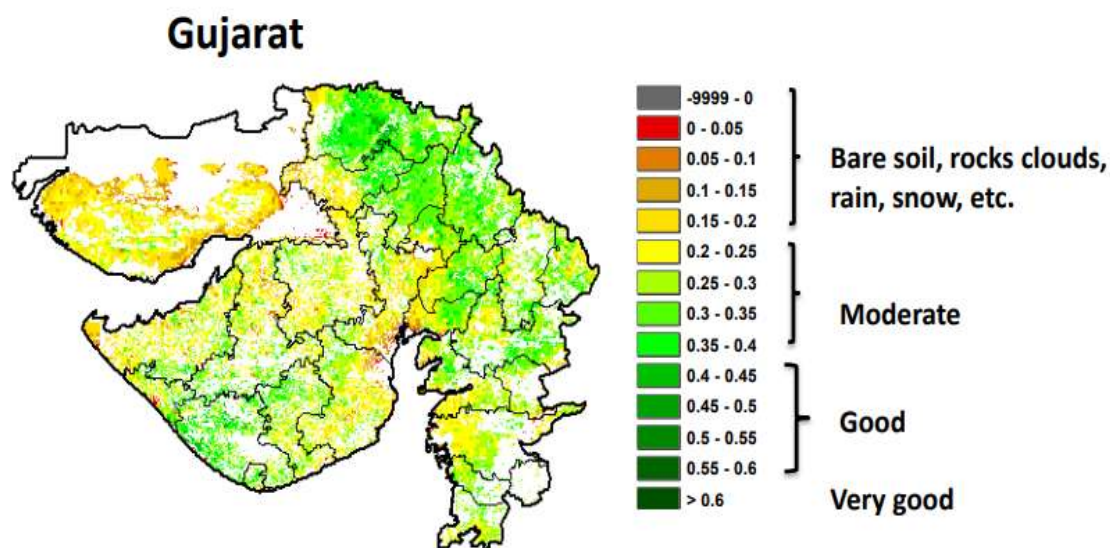 Gujarat
-9999 - 0
0 - 0.05
0.05 - 0.1
0.1 - 0.15
0.15 - 0.2
0.2 - 0.25
0.25 - 0.3
0.3 - 0.35
0.35 - 0.4
0.4 - 0.45
0.45 - 0.5
0.5 - 0.55
0.55 - 0.6
> 0.6
Bare soil, rocks clouds,
rain, snow, etc.
Moderate
Good
Very good